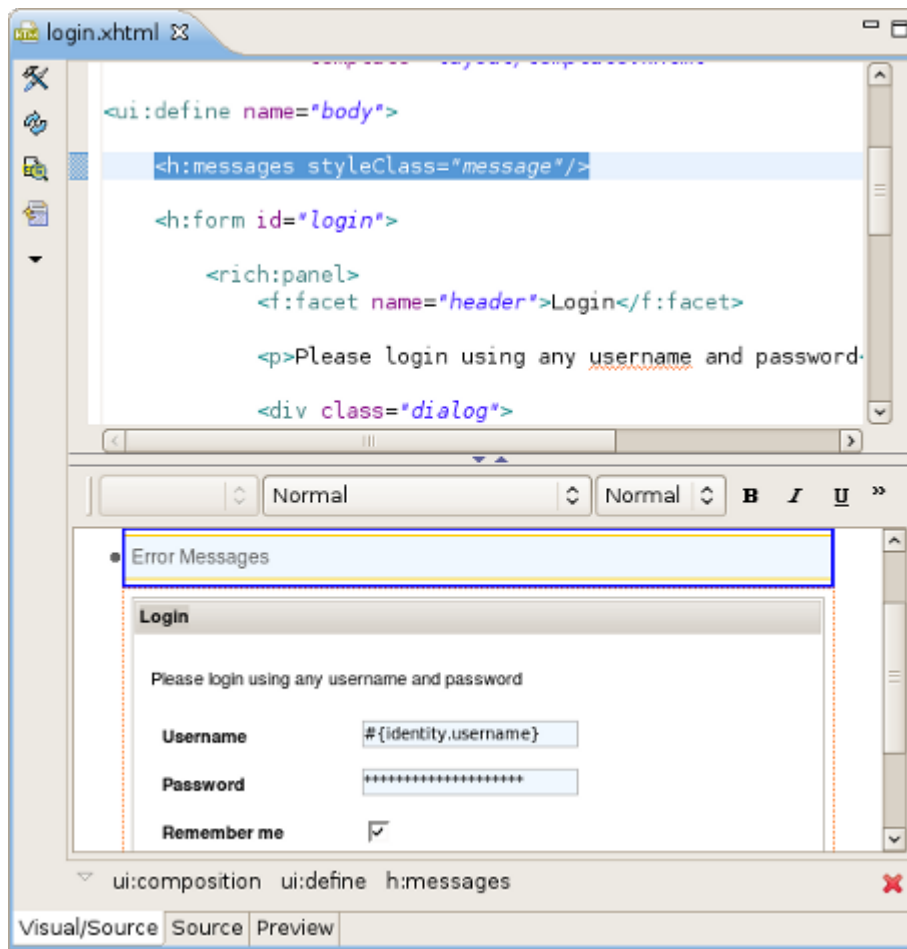 login.xhtml
<ui:define name="body">
<h:messages styleClass="message"/>
<h:form id="login">
<rich:panel>
<f:facet name="header">Login</f:facet>
<p>Please login using any username and password
<div class="dialog">
Normal Normal B I U »
Error Messages
Login
Please login using any username and password
Username #{identity.username}
Password ********************
Remember me
ui:composition ui:define h:messages
Visual/Source Source Preview